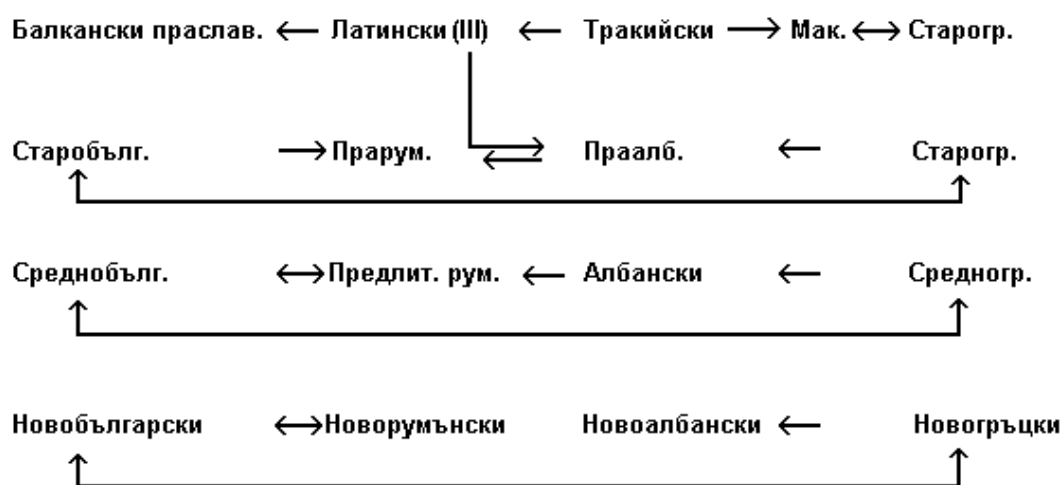 Балкански праслав. ← Латински (III) ← Тракийски → Мак. ↔ Старогр.
Старобълг. → Прарум. Праалб. ← Старогр.
Среднобълг. ↔ Предлит. рум. ← Албански ← Средногр.
Новобългарски ↔ Новорумънски Новоалбански ← Новогръцки